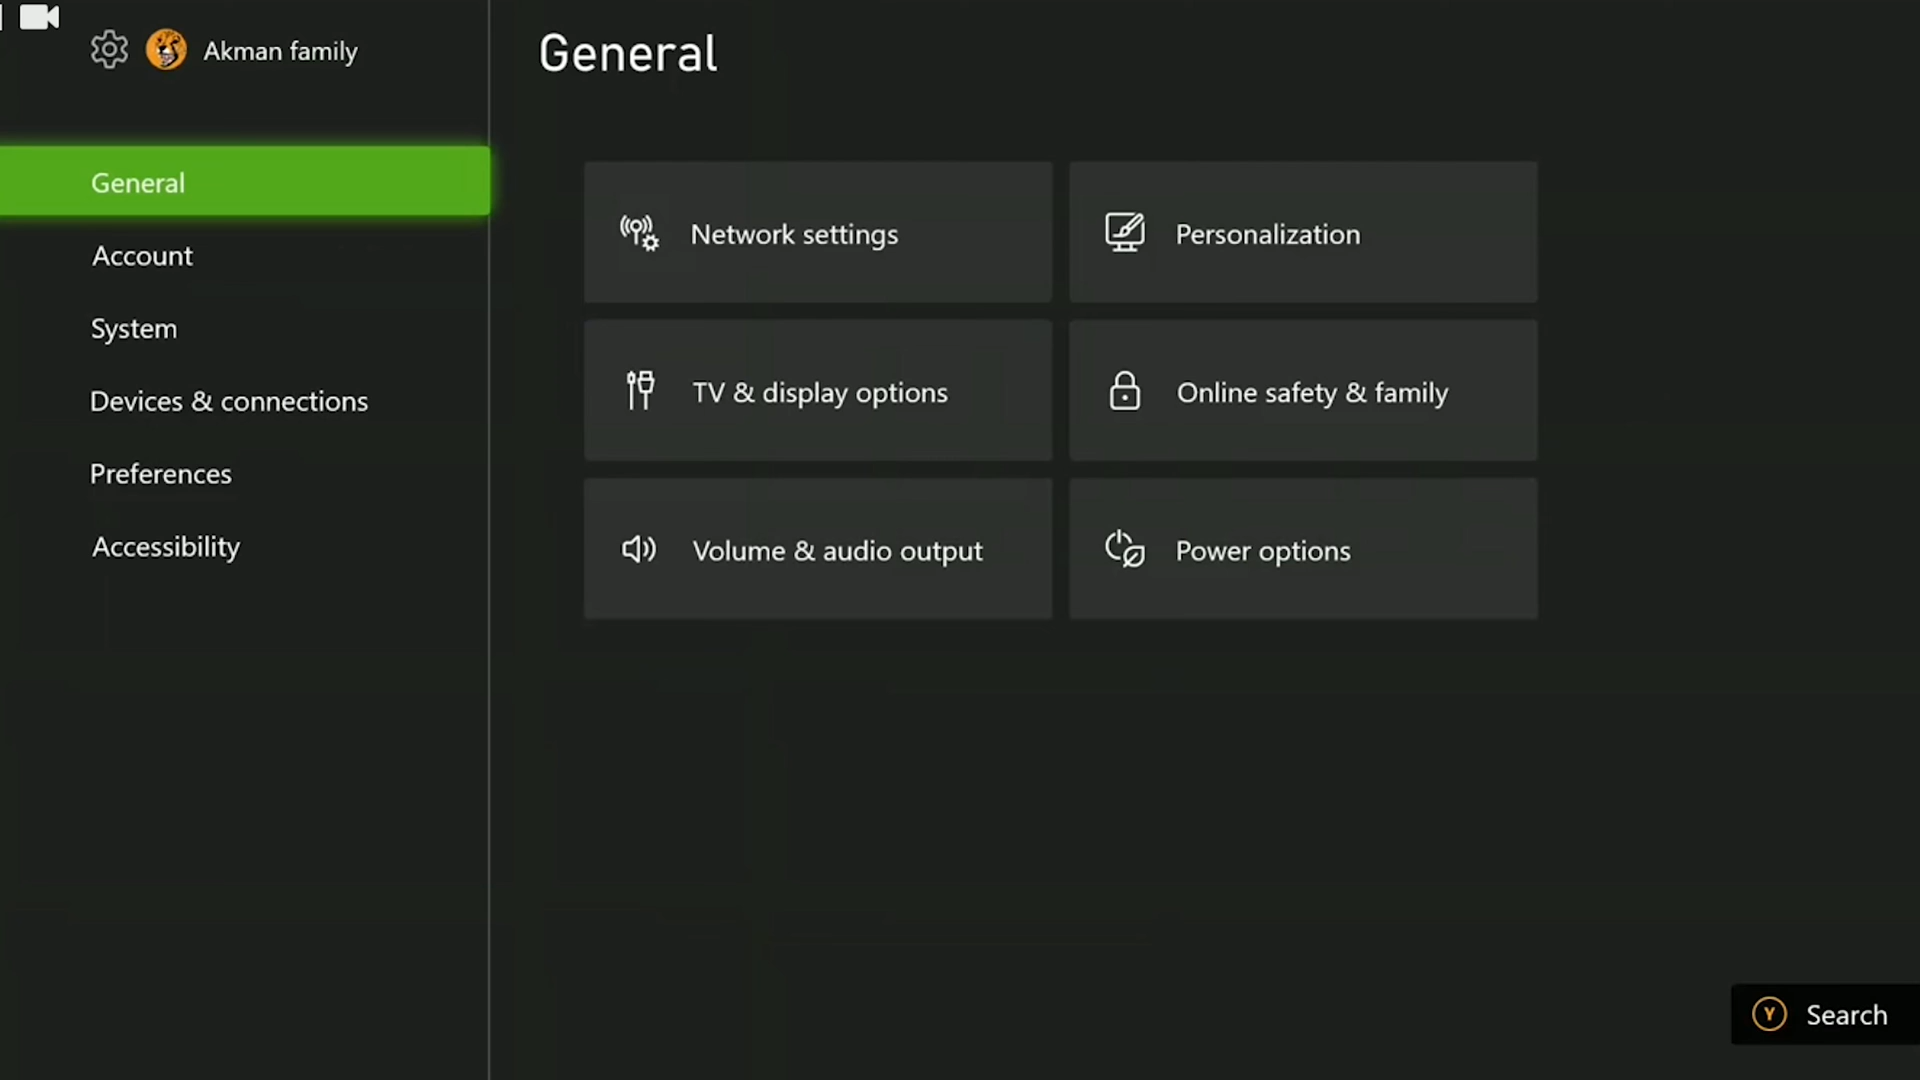 Akman family
General
General
Account
System
Devices & connections
Preferences
Accessibility
Network settings
Personalization
TV & display options
Online safety & family
Volume & audio output
Power options
Y Search